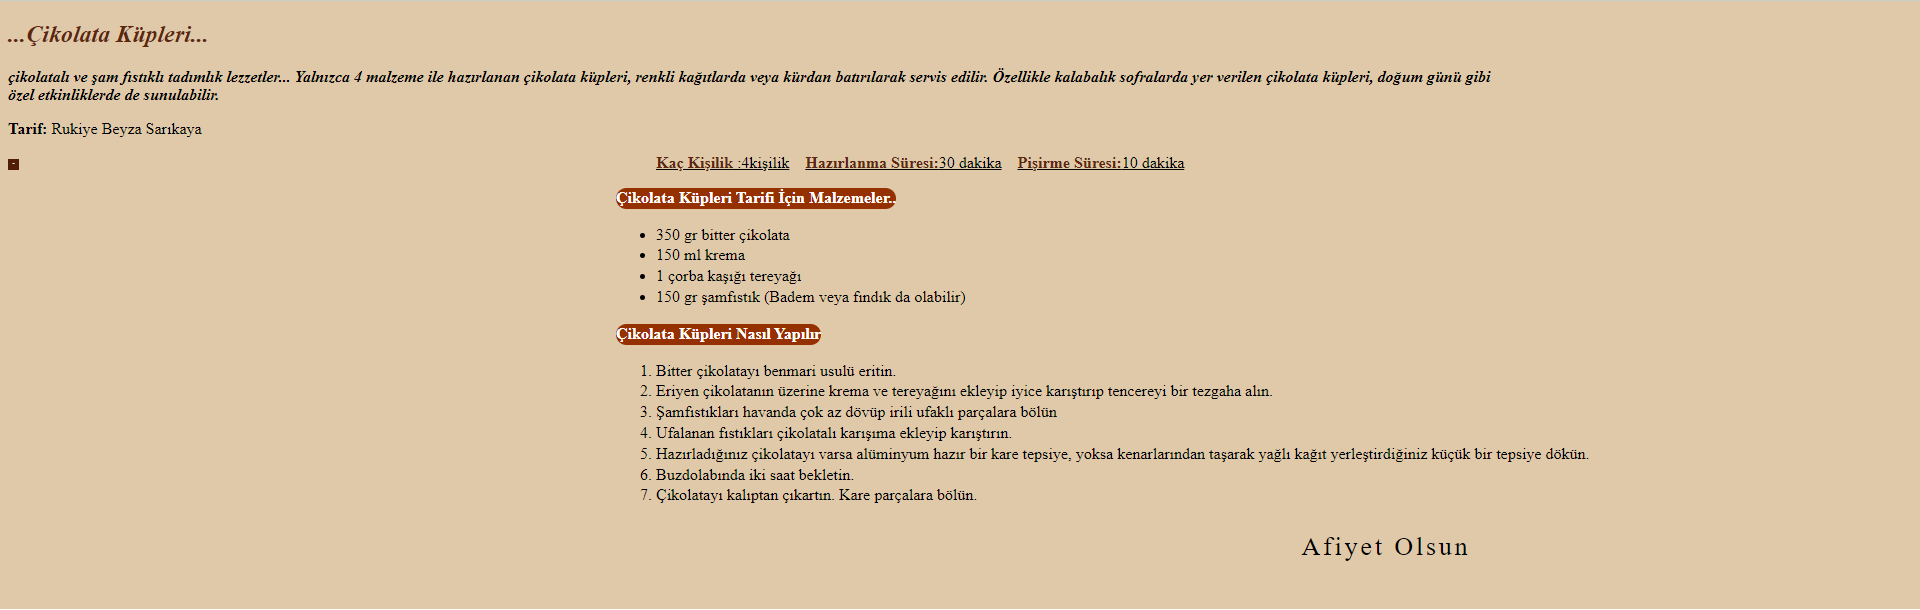 ...Çikolata Küpleri...
çikolatalı ve şam fıstıklı tadımlık lezzetler... Yalnızca 4 malzeme ile hazırlanan çikolata küpleri, renkli kağıtlarda veya kürdan batırılarak servis edilir. Özellikle kalabalık sofralarda yer verilen çikolata küpleri, doğum günü gibi
özel etkinliklerde de sunulabilir.
Tarif: Rukiye Beyza Sarıkaya
Kaç Kişilik :4kişilik Hazırlanma Süresi:30 dakika Pişirme Süresi:10 dakika
Çikolata Küpleri Tarifi İçin Malzemeler..
• 350 gr bitter çikolata
• 150 ml krema
• 1 çorba kaşığı tereyağı
• 150 gr şamfıstık (Badem veya fındık da olabilir)
Çikolata Küpleri Nasıl Yapılır
1. Bitter çikolatayı benmari usulü eritin.
2. Eriyen çikolatanın üzerine krema ve tereyağını ekleyip iyice karıştırıp tencereyi bir tezgaha alın.
3. Şamfıstıkları havanda çok az dövüp irili ufaklı parçalara bölün
4. Ufalanan fıstıkları çikolatalı karışıma ekleyip karıştırın.
5. Hazırladığınız çikolatayı varsa alüminyum hazır bir kare tepsiye, yoksa kenarlarından taşarak yağlı kağıt yerleştirdiğiniz küçük bir tepsiye dökün.
6. Buzdolabında iki saat bekletin.
7. Çikolatayı kalıptan çıkartın. Kare parçalara bölün.
Afiyet Olsun